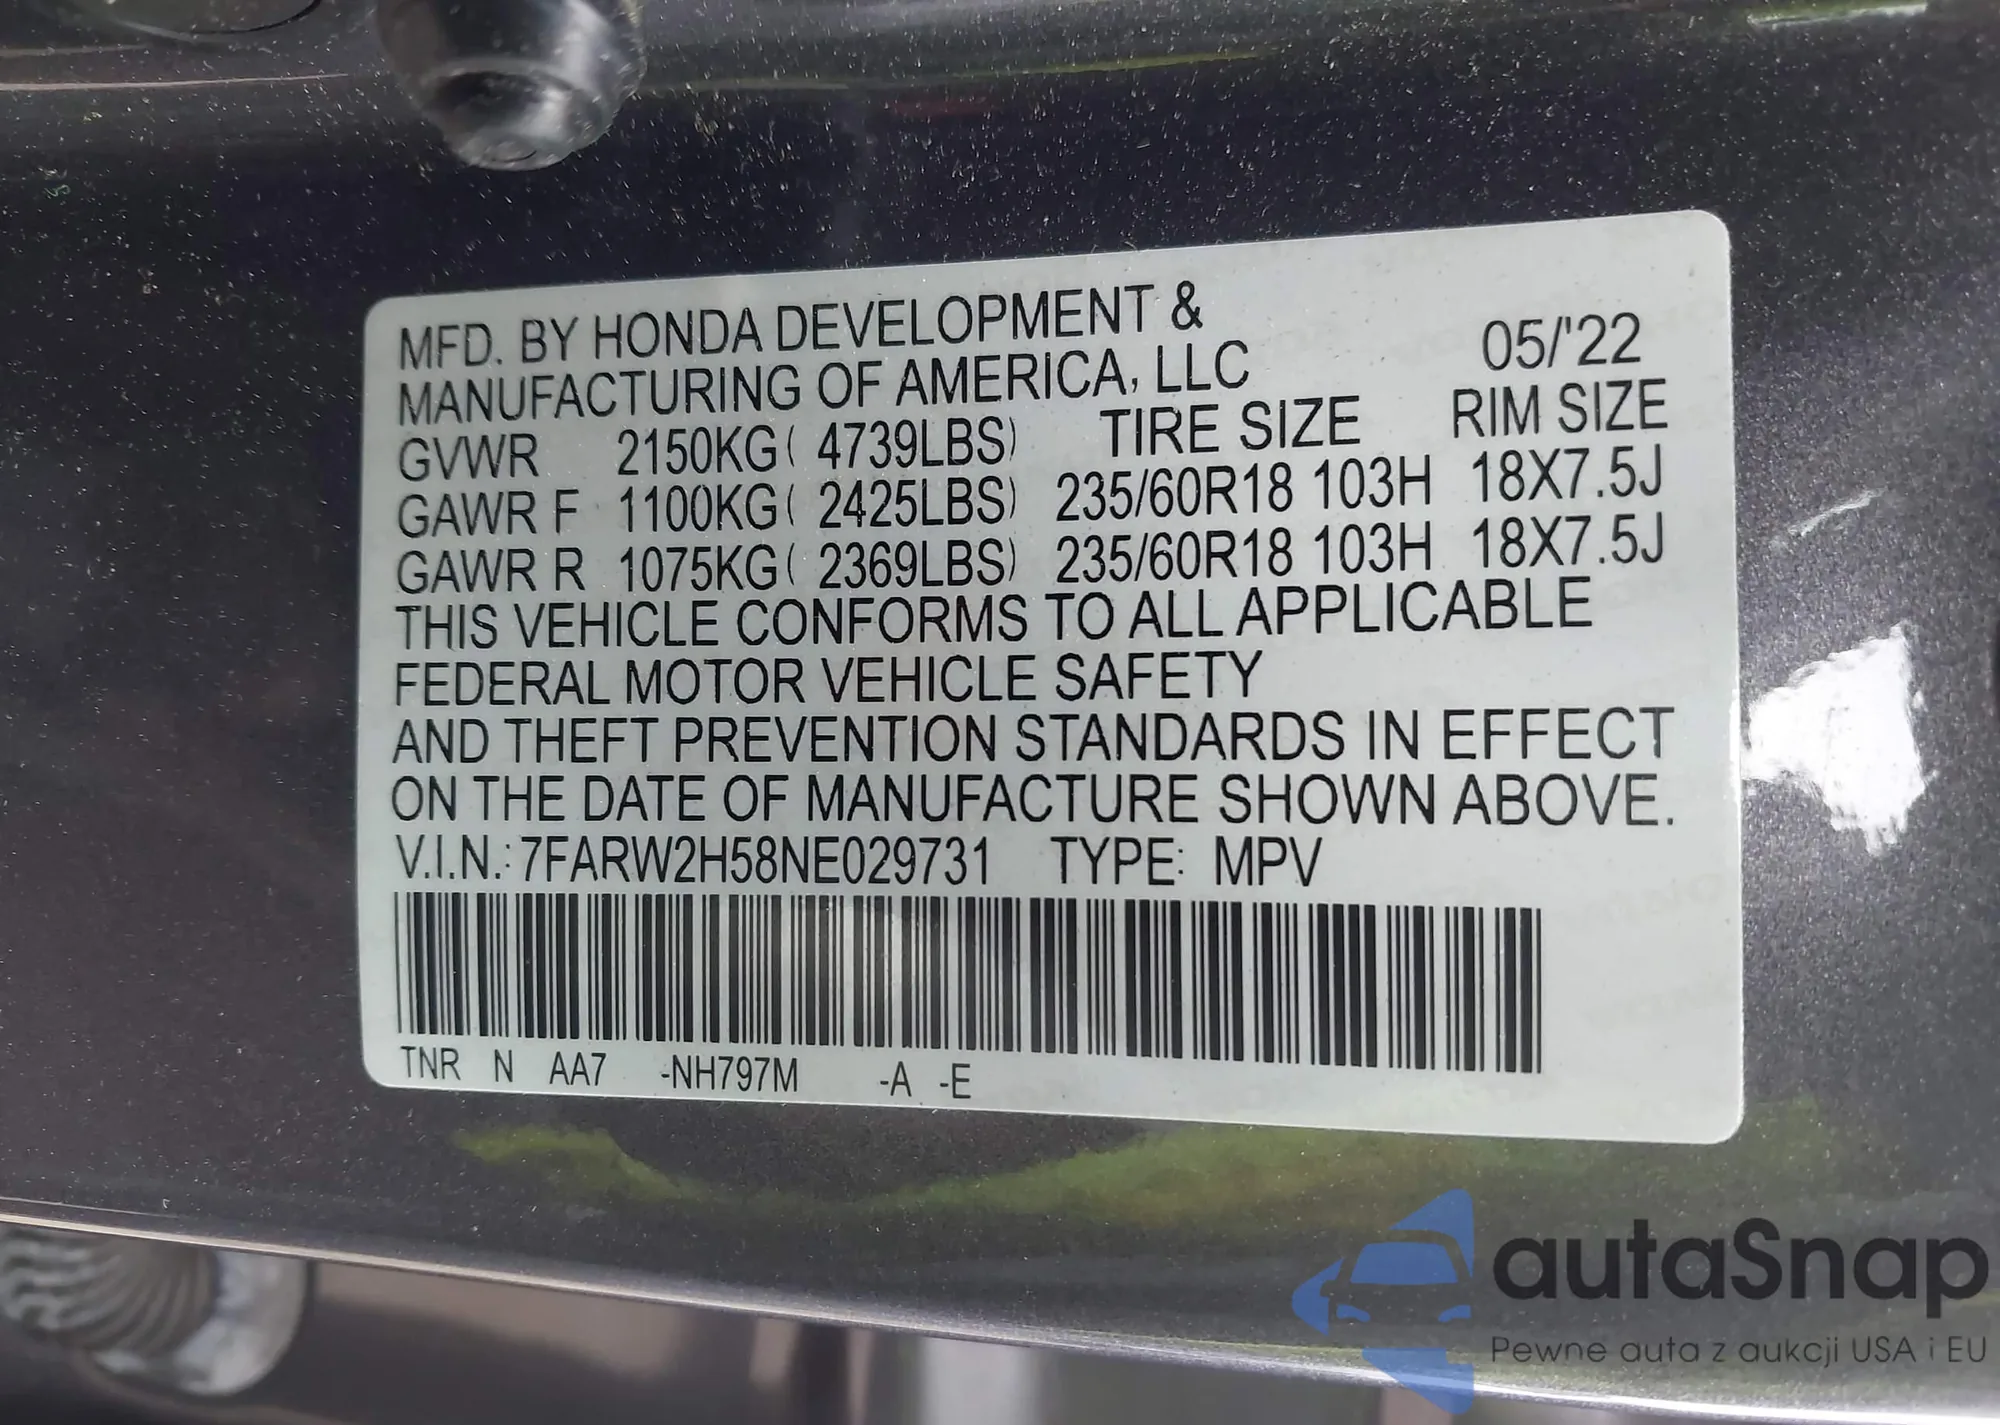 MFD. BY HONDA DEVELOPMENT &
MANUFACTURING OF AMERICA, LLC 05/'22
GVWR 2150KG( 4739LBS) TIRE SIZE RIM SIZE
GAWR F 1100KG( 2425LBS) 235/60R18 103H 18X7.5J
GAWR R 1075KG( 2369LBS) 235/60R18 103H 18X7.5J
THIS VEHICLE CONFORMS TO ALL APPLICABLE
FEDERAL MOTOR VEHICLE SAFETY
AND THEFT PREVENTION STANDARDS IN EFFECT
ON THE DATE OF MANUFACTURE SHOWN ABOVE.
V.I.N.: 7FARW2H58NE029731 TYPE: MPV
TNR N AA7 -NH797M -A -E
autaSnap
Pewne auta z aukcji USA i EU